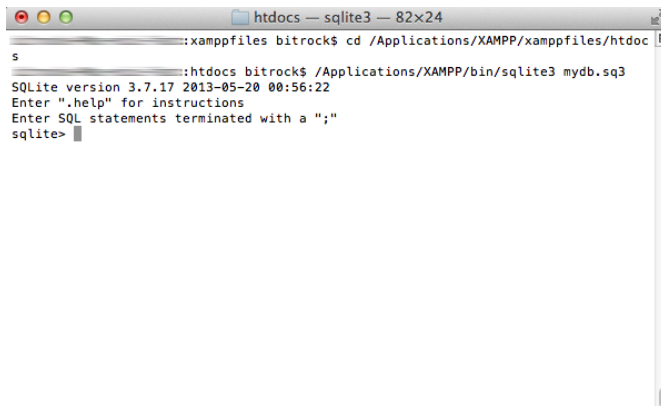 htdocs — sqlite3 — 82×24
:xamppfiles bitrock$ cd /Applications/XAMPP/xamppfiles/htdoc
s
:htdocs bitrock$ /Applications/XAMPP/bin/sqlite3 mydb.sq3
SQLite version 3.7.17 2013-05-20 00:56:22
Enter ".help" for instructions
Enter SQL statements terminated with a ";"
sqlite>